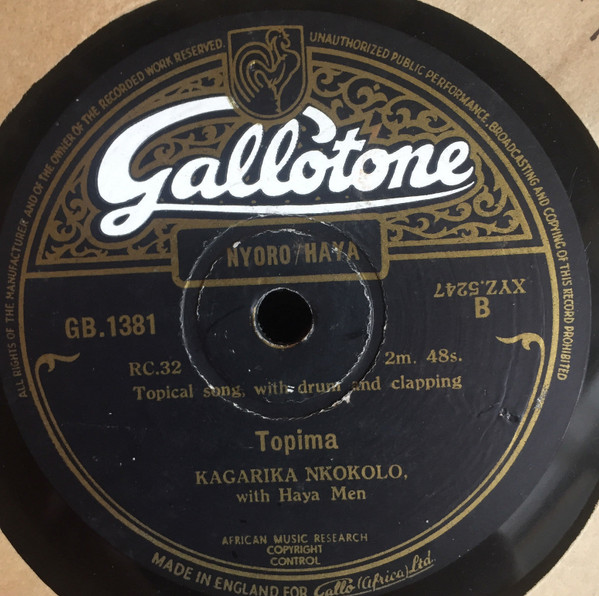 ALL RIGHTS OF THE MANUFACTURER AND OF THE OWNER OF THE RECORDED WORK RESERVED
UNAUTHORIZED PUBLIC PERFORMANCE, BROADCASTING AND COPYING OF THIS RECORD PROHIBITED
Gallotone
NYORO/HAYA
GB.1381
XYZ.5247
B
RC.32
2m. 48s.
Topical song, with drum and clapping
Topima
KAGARIKA NKOKOLO,
with Haya Men
AFRICAN MUSIC RESEARCH
COPYRIGHT
CONTROL
MADE IN ENGLAND FOR Gallo (Africa) Ltd.